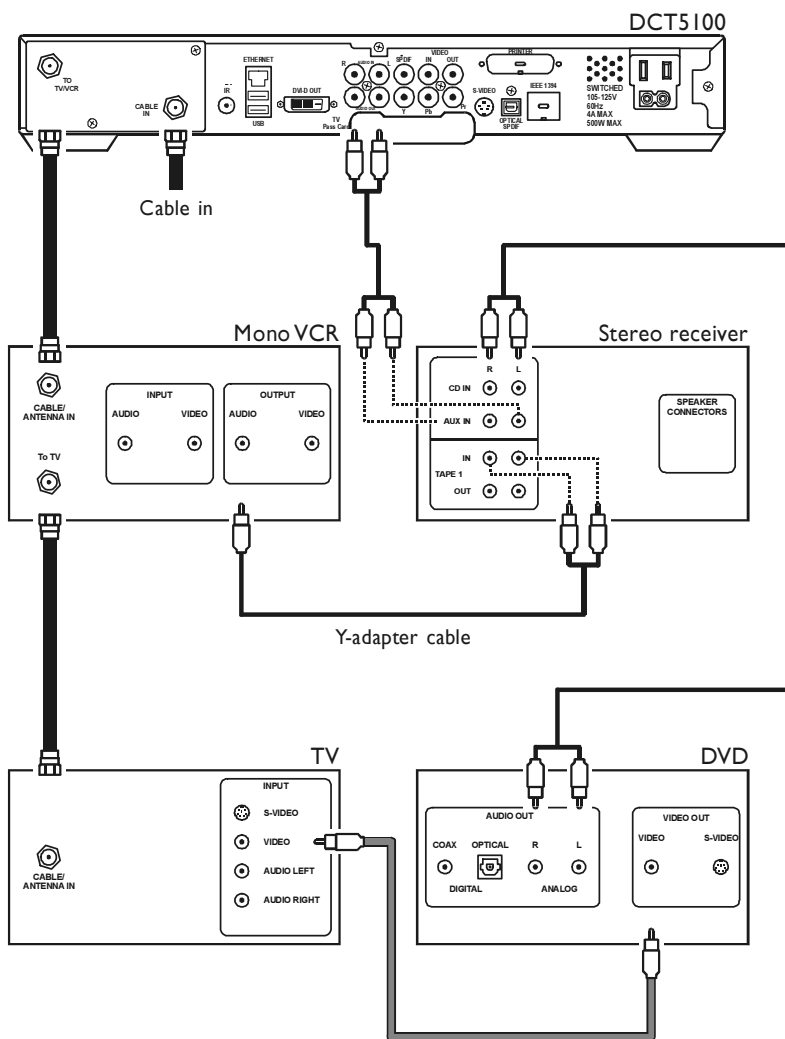 DCT5100
TO
TV/VCR
CABLE
IN
IR
ETHERNET
USB
DVI-D OUT
TV
Pass Card
R AUDIO IN L
AUDIO OUT
SPDIF
VIDEO
IN OUT
Y Pb Pr
S-VIDEO
PRINTER
OPTICAL
SPDIF
IEEE 1394
SWITCHED
105-125V
60Hz
4A MAX
500W MAX
Cable in
Mono VCR
CABLE/
ANTENNA IN
To TV
INPUT
AUDIO VIDEO
OUTPUT
AUDIO VIDEO
Stereo receiver
R L
CD IN
AUX IN
IN
TAPE 1
OUT
SPEAKER
CONNECTORS
Y-adapter cable
TV
CABLE/
ANTENNA IN
INPUT
S-VIDEO
VIDEO
AUDIO LEFT
AUDIO RIGHT
DVD
AUDIO OUT
COAX OPTICAL R L
DIGITAL ANALOG
VIDEO OUT
VIDEO S-VIDEO